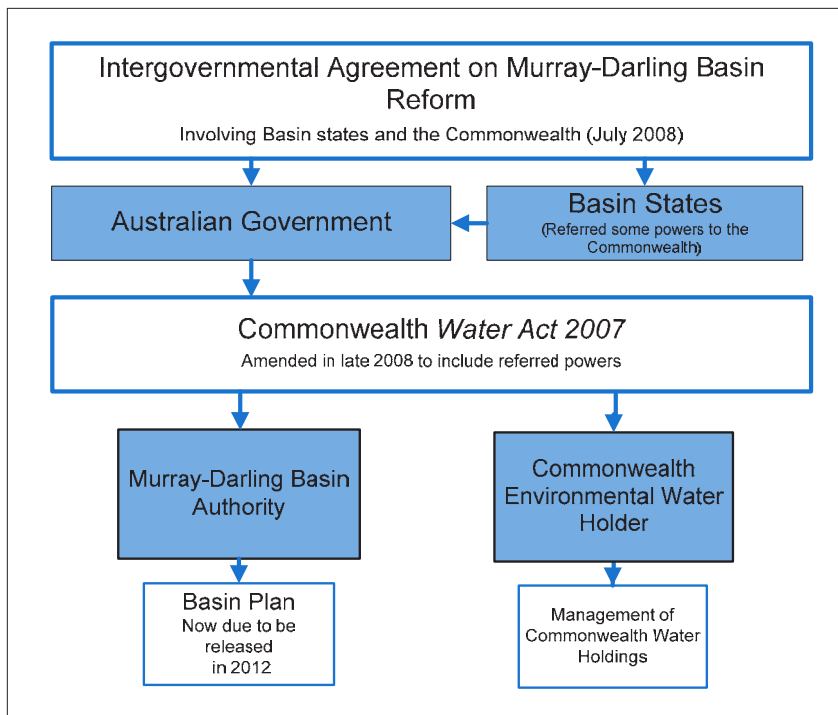 Intergovernmental Agreement on Murray-Darling Basin
Reform
Involving Basin states and the Commonwealth (July 2008)
Australian Government
Basin States
(Referred some powers to the
Commonwealth)
Commonwealth Water Act 2007
Amended in late 2008 to include referred powers
Murray-Darling Basin
Authority
Commonwealth
Environmental Water
Holder
Basin Plan
Now due to be
released
in 2012
Management of
Commonwealth Water
Holdings